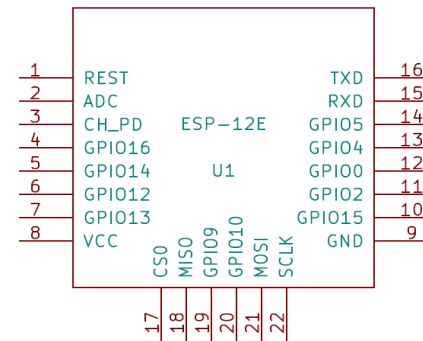 1 REST TXD 16
2 ADC RXD 15
3 CH_PD ESP-12E GPIO5 14
4 GPIO16 GPIO4 13
5 GPIO14 U1 GPIO0 12
6 GPIO12 GPIO2 11
7 GPIO13 GPIO15 10
8 VCC GND 9
CS0 MISO GPIO9 GPIO10 MOSI SCLK
17 18 19 20 21 22